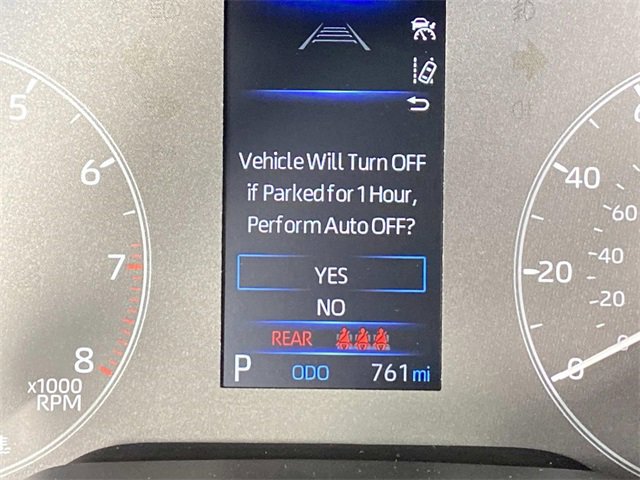 5
6
7
8
x1000
RPM
Vehicle Will Turn OFF
if Parked for 1 Hour,
Perform Auto OFF?
YES
NO
REAR
P ODO 761 mi
40
60
40
20
20
0
0